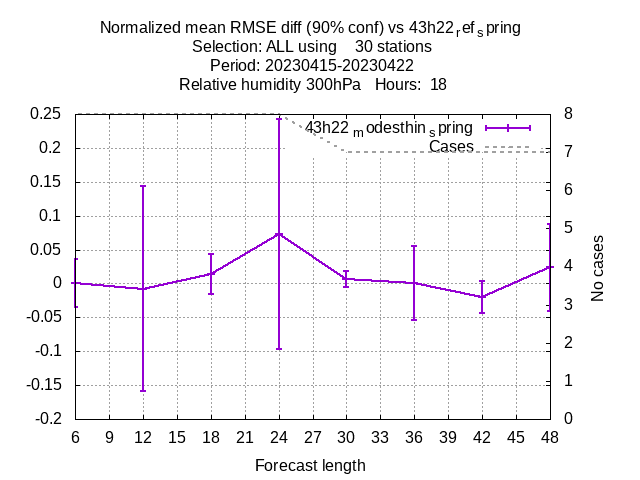 Normalized mean RMSE diff (90% conf) vs 43h22ᵣefₛpring
Selection: ALL using    30 stations
Period: 20230415-20230422
Relative humidity 300hPa   Hours:  18
43h22ₘodesthinₛpring
Cases
0.25
0.2
0.15
0.1
0.05
0
-0.05
-0.1
-0.15
-0.2
8
7
6
5
4
3
2
1
0
No cases
6 9 12 15 18 21 24 27 30 33 36 39 42 45 48
Forecast length